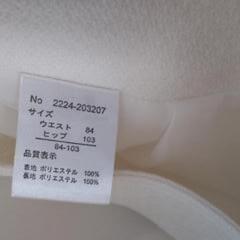 No 2224-203207
サイズ
ウエスト 84
ヒップ 103
84-103
品質表示
表地 ポリエステル 100%
裏地 ポリエステル 100%